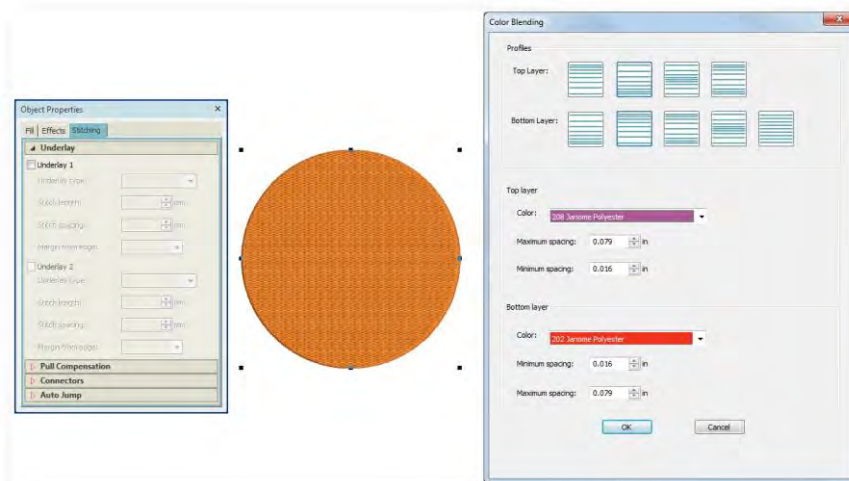 Object Properties
Fill Effects Stitching
Underlay
Underlay 1
Underlay type:
Stitch length: mm
Stitch spacing: mm
Margin from edge:
Underlay 2
Underlay type:
Stitch length: mm
Stitch spacing: mm
Margin from edge:
Pull Compensation
Connectors
Auto Jump
Color Blending
Profiles
Top Layer:
Bottom Layer:
Top layer
Color: 208 Janome Polyester
Maximum spacing: 0.079 in
Minimum spacing: 0.016 in
Bottom layer
Color: 202 Janome Polyester
Minimum spacing: 0.016 in
Maximum spacing: 0.079 in
OK Cancel